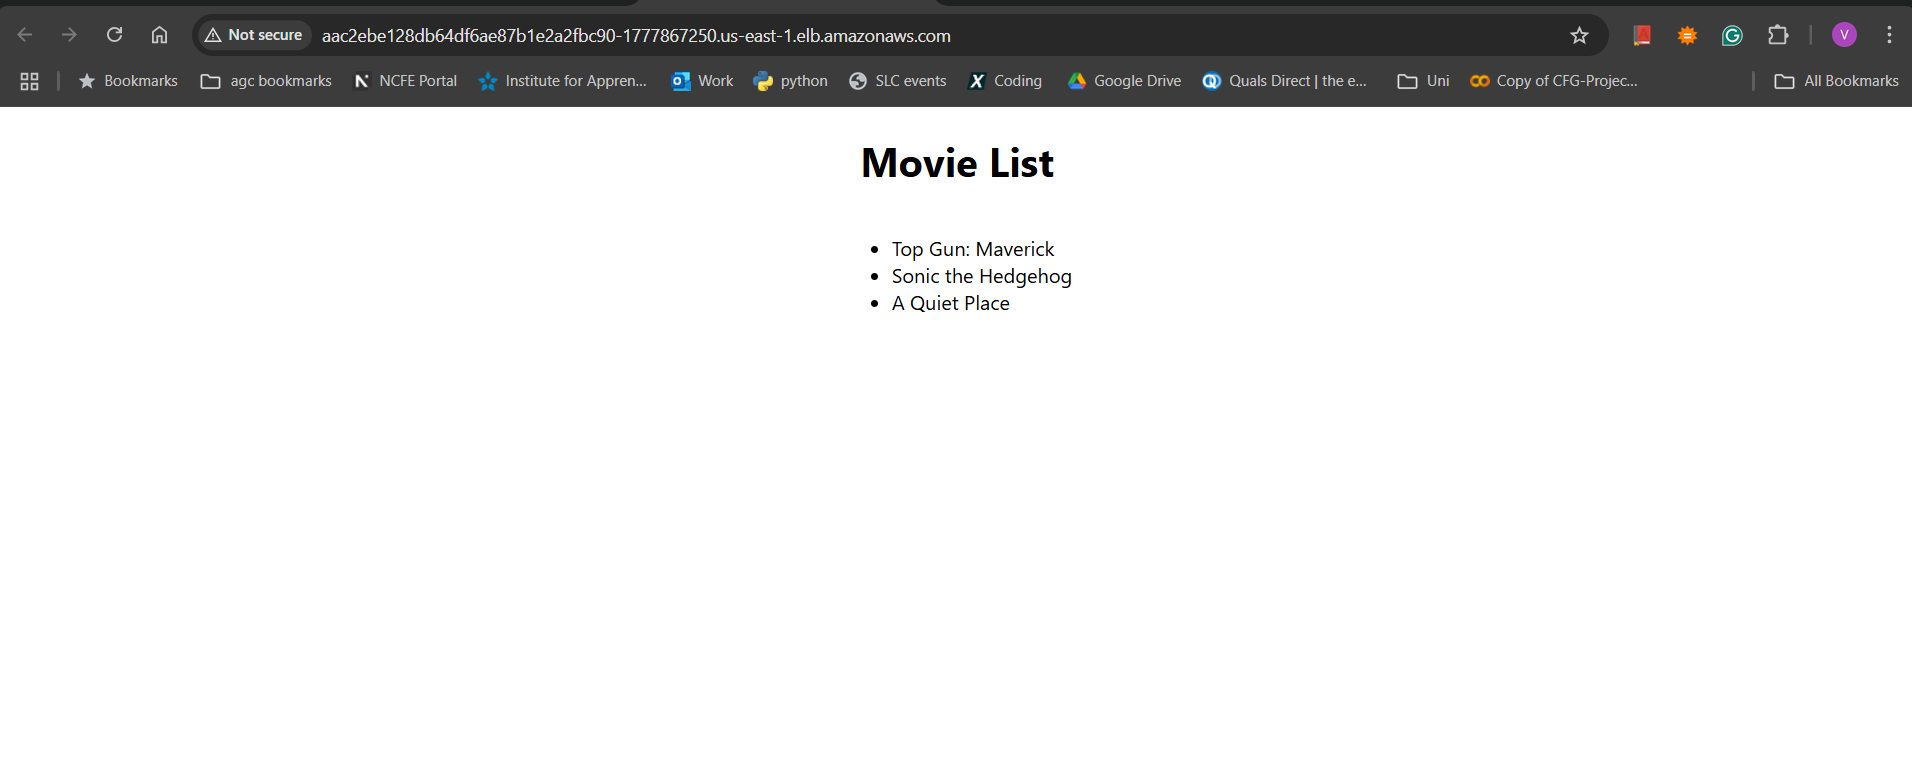 Not secure
aac2ebe128db64df6ae87b1e2a2fbc90-1777867250.us-east-1.elb.amazonaws.com
V
Bookmarks
agc bookmarks
NCFE Portal
Institute for Appren...
Work
python
SLC events
Coding
Google Drive
Quals Direct | the e...
Uni
Copy of CFG-Projec...
All Bookmarks
Movie List
Top Gun: Maverick
Sonic the Hedgehog
A Quiet Place